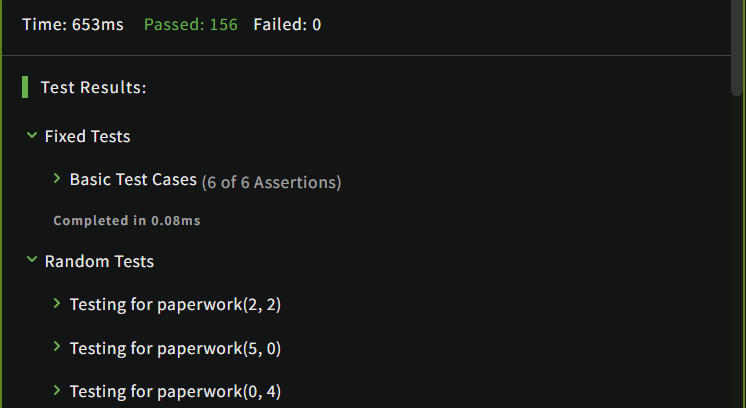 Time: 653ms Passed: 156 Failed: 0
Test Results:
Fixed Tests
Basic Test Cases (6 of 6 Assertions)
Completed in 0.08ms
Random Tests
Testing for paperwork(2, 2)
Testing for paperwork(5, 0)
Testing for paperwork(0, 4)